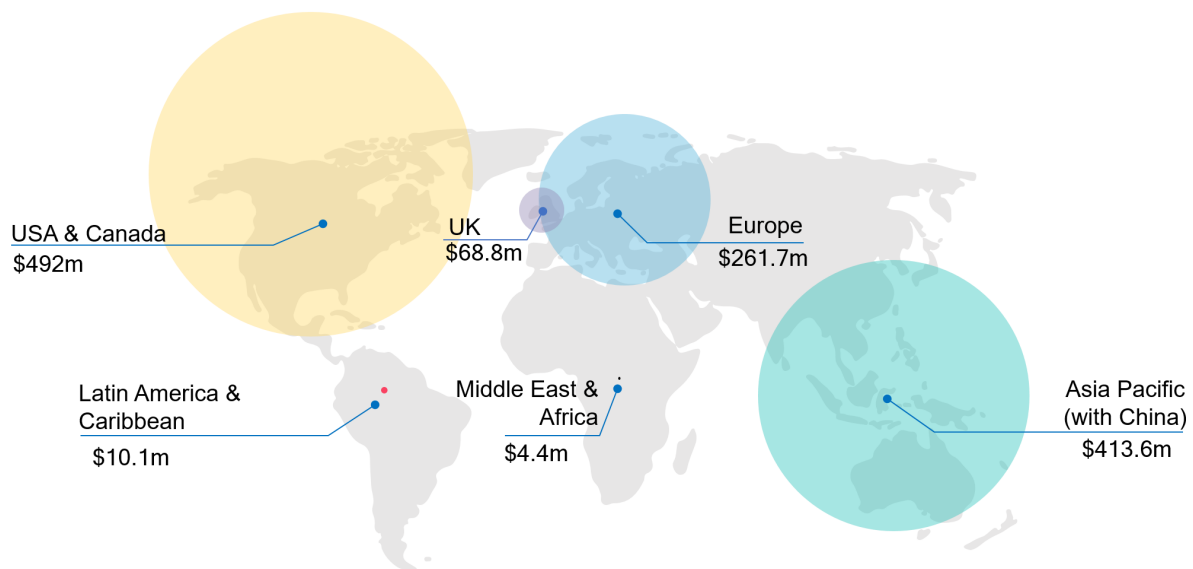 USA & Canada
$492m
UK
$68.8m
Europe
$261.7m
Latin America &
Caribbean
$10.1m
Middle East &
Africa
$4.4m
Asia Pacific
(with China)
$413.6m